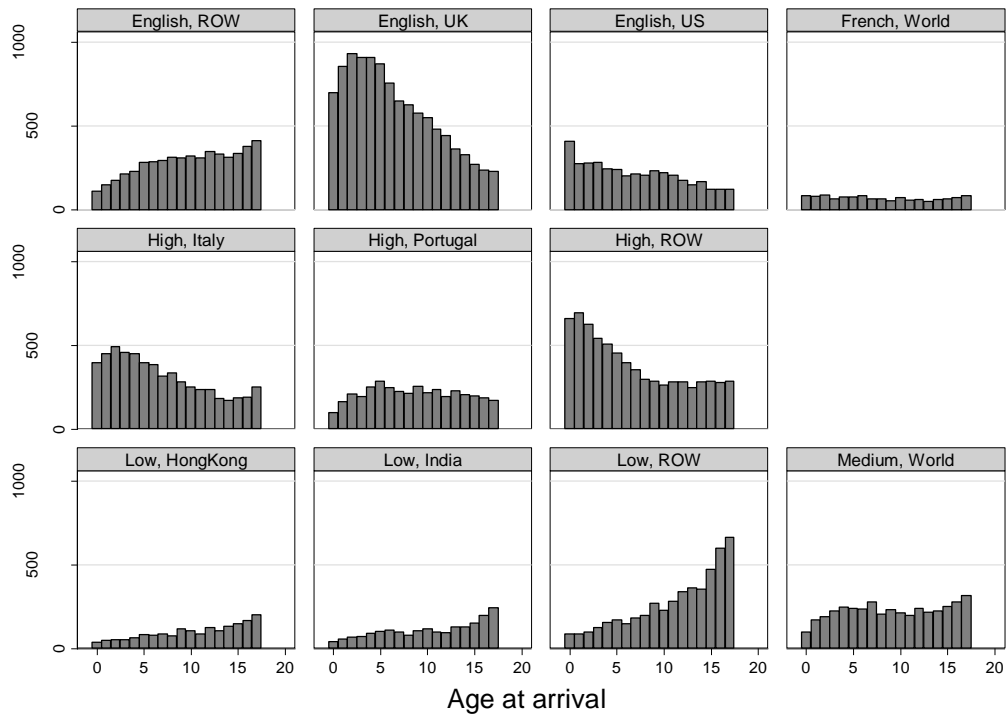 English, ROW English, UK English, US French, World
1000
500
0
High, Italy High, Portugal High, ROW
1000
500
0
Low, HongKong Low, India Low, ROW Medium, World
1000
500
0
0 5 10 15 20 0 5 10 15 20 0 5 10 15 20 0 5 10 15 20
Age at arrival